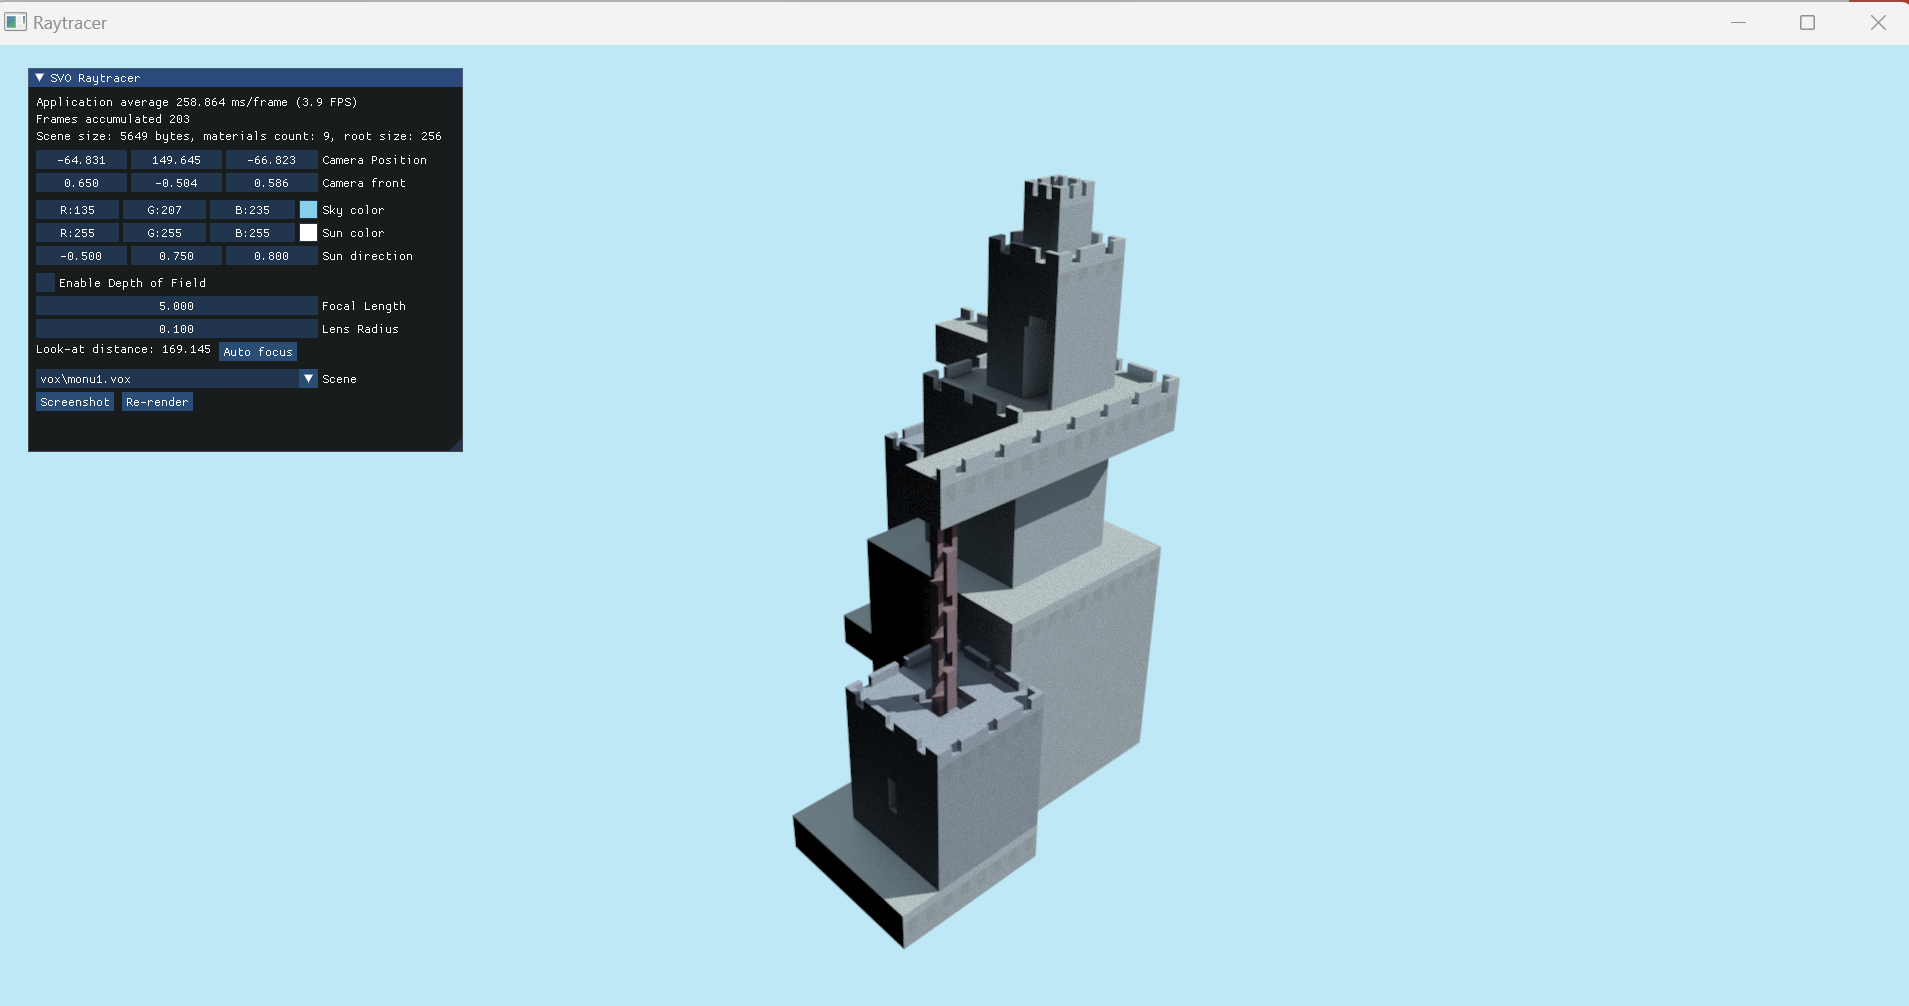 Raytracer
SVO Raytracer
Application average 258.864 ms/frame (3.9 FPS)
Frames accumulated 203
Scene size: 5649 bytes, materials count: 9, root size: 256
-64.831 149.645 -66.823 Camera Position
0.650 -0.504 0.586 Camera front
R:135 G:207 B:235 Sky color
R:255 G:255 B:255 Sun color
-0.500 0.750 0.800 Sun direction
Enable Depth of Field
5.000 Focal Length
0.100 Lens Radius
Look-at distance: 169.145 Auto focus
vox\monu1.vox Scene
Screenshot Re-render